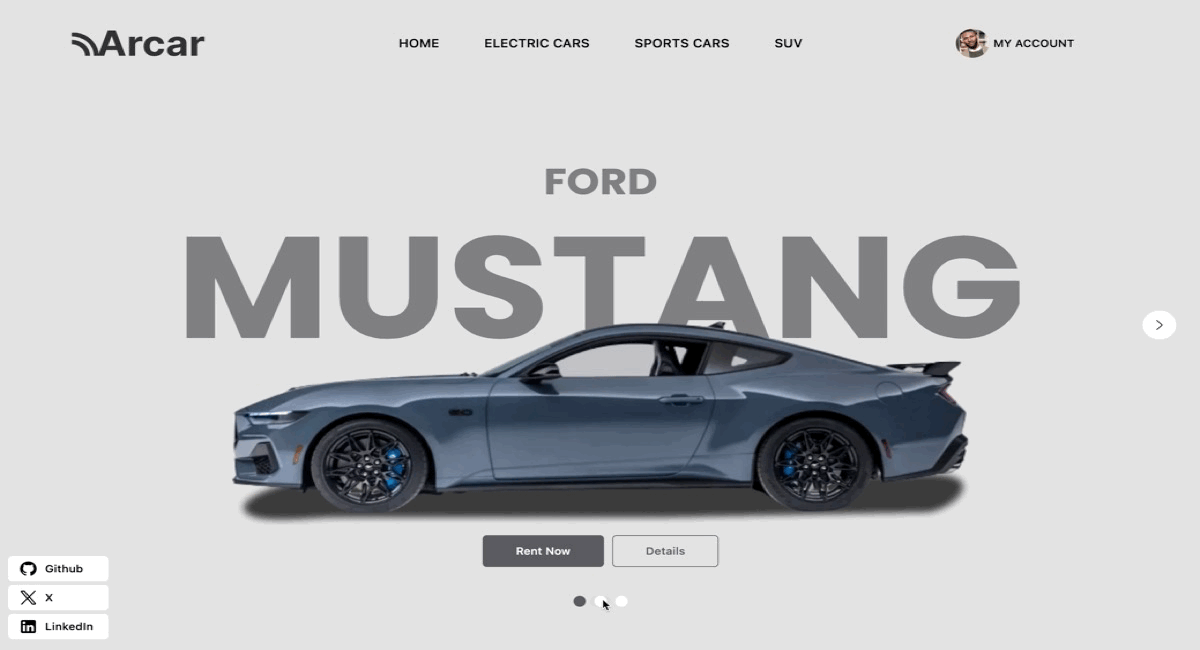 Arcar
HOME
ELECTRIC CARS
SPORTS CARS
SUV
MY ACCOUNT
FORD
MUSTANG
Rent Now
Details
Github
X
LinkedIn